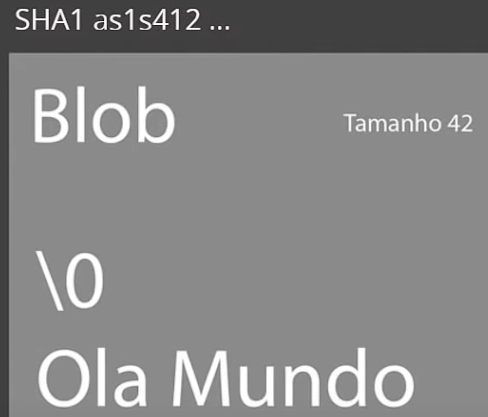 SHA1 as1s412 ...
Blob
Tamanho 42
\0
Ola Mundo